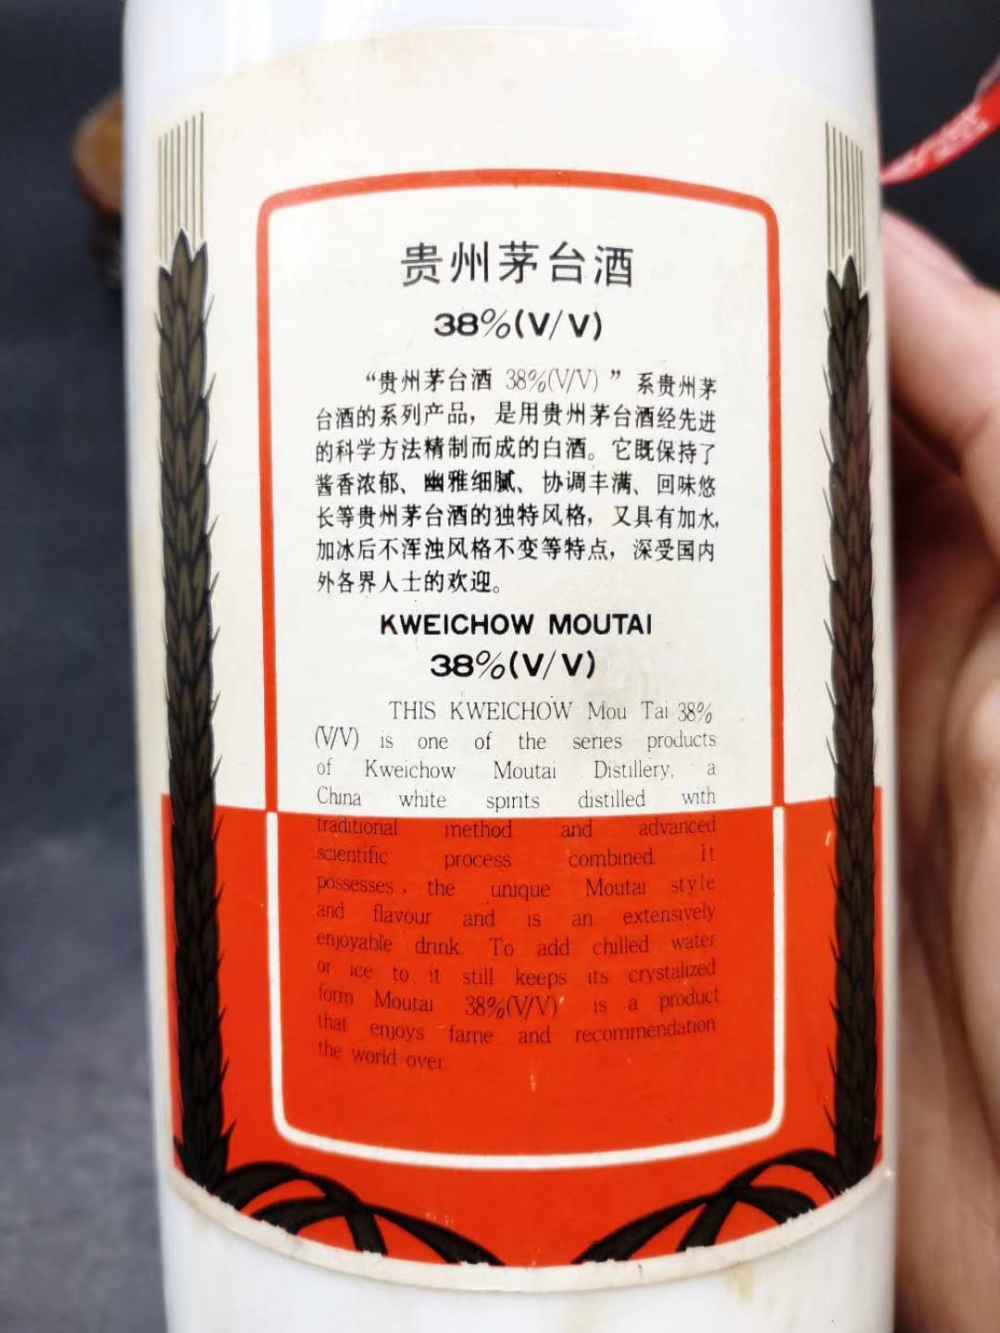 贵州茅台酒
38%(V/V)
“贵州茅台酒 38%(V/V)”系贵州茅
台酒的系列产品，是用贵州茅台酒经先进
的科学方法精制而成的白酒。它既保持了
酱香浓郁、幽雅细腻、协调丰满、回味悠
长等贵州茅台酒的独特风格，又具有加水,
加冰后不浑浊风格不变等特点，深受国内
外各界人士的欢迎。
KWEICHOW MOUTAI
38%(V/V)
THIS KWEICHOW Mou Tai 38%
(V/V) is one of the series products
of Kweichow Moutai Distillery, a
China white spirits distilled with
traditional method and advanced
scientific process combined. It
possesses, the unique Moutai style
and flavour and is an extensively
enjoyable drink. To add chilled water
or ice to it still keeps its crystalized
form Moutai 38%(V/V) is a product
that enjoys fame and recommendation
the world over